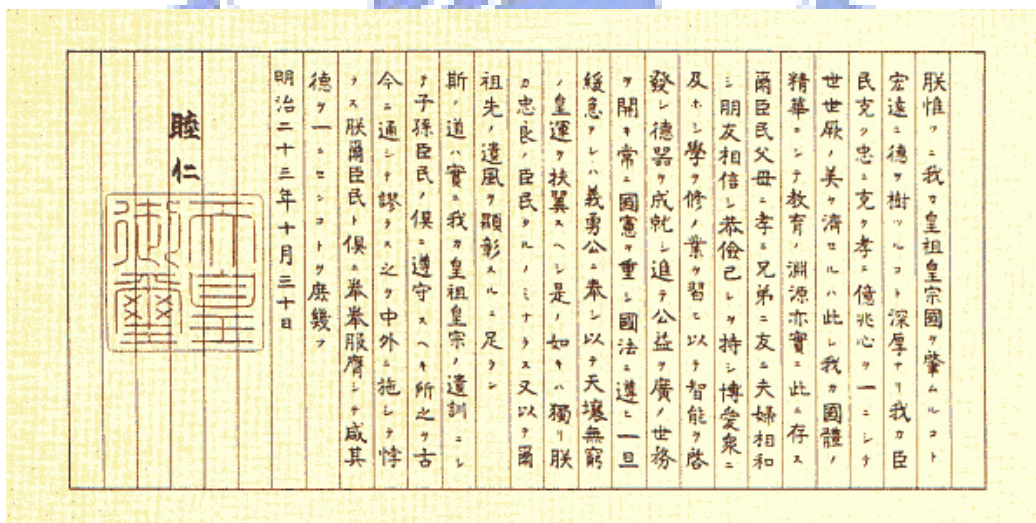 朕惟フニ我カ皇祖皇宗國ヲ肇ムルコト
宏遠ニ德ヲ樹ツルコト深厚ナリ我カ臣
民克ク忠ニ克ク孝ニ億兆心ヲ一ニシテ
世世厥ノ美ヲ濟セルハ此レ我カ國體ノ
精華ニシテ教育ノ淵源亦實ニ此ニ存ス
爾臣民父母ニ孝ニ兄弟ニ友ニ夫婦相和
シ朋友相信シ恭儉己レヲ持シ博愛衆ニ
及ホシ學ヲ修メ業ヲ習ヒ以テ智能ヲ啓
發シ德器ヲ成就シ進テ公益ヲ廣メ世務
ヲ開キ常ニ國憲ヲ重シ國法ニ遵ヒ一旦
緩急アレハ義勇公ニ奉シ以テ天壤無窮
ノ皇運ヲ扶翼スヘシ是ノ如キハ獨リ朕
カ忠良ノ臣民タルノミナラス又以テ爾
祖先ノ遺風ヲ顯彰スルニ足ラン
斯ノ道ハ實ニ我カ皇祖皇宗ノ遺訓ニシ
テ子孫臣民ノ俱ニ遵守スヘキ所之ヲ古
今ニ通シテ謬ラス之ヲ中外ニ施シテ悖
ラス朕爾臣民ト俱ニ拳拳服膺シテ咸其
德ヲ一ニセンコトヲ庶幾フ
明治二十三年十月三十日
睦仁
天皇
御璽